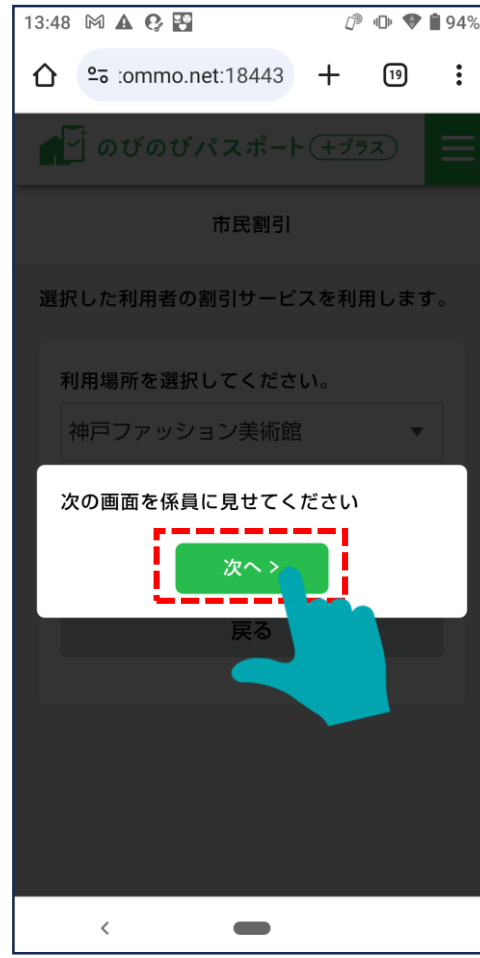 13:48
94%
ommo.net:18443
19
のびのびパスポート +プラス
市民割引
選択した利用者の割引サービスを利用します。
利用場所を選択してください。
神戸ファッション美術館
次の画面を係員に見せてください
次へ >
戻る